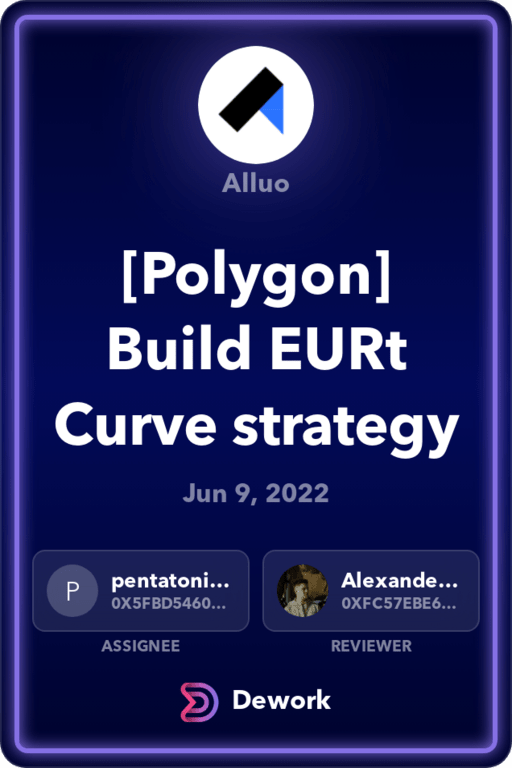 Alluo
[Polygon]
Build EURt
Curve strategy
Jun 9, 2022
P
pentatoni...
0X5FBD5460...
Alexande...
0XFC57EBE6...
ASSIGNEE
REVIEWER
Dework